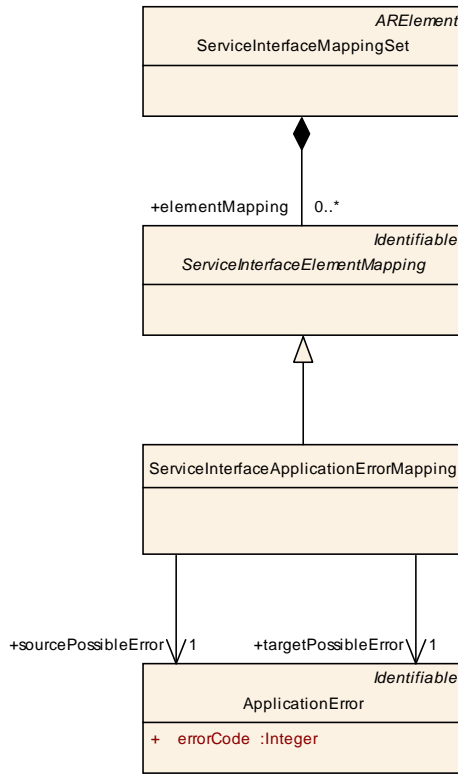 ARElement
ServiceInterfaceMappingSet
+elementMapping 0..*
Identifiable
ServiceInterfaceElementMapping
ServiceInterfaceApplicationErrorMapping
+sourcePossibleError 1 +targetPossibleError 1
Identifiable
ApplicationError
+ errorCode :Integer